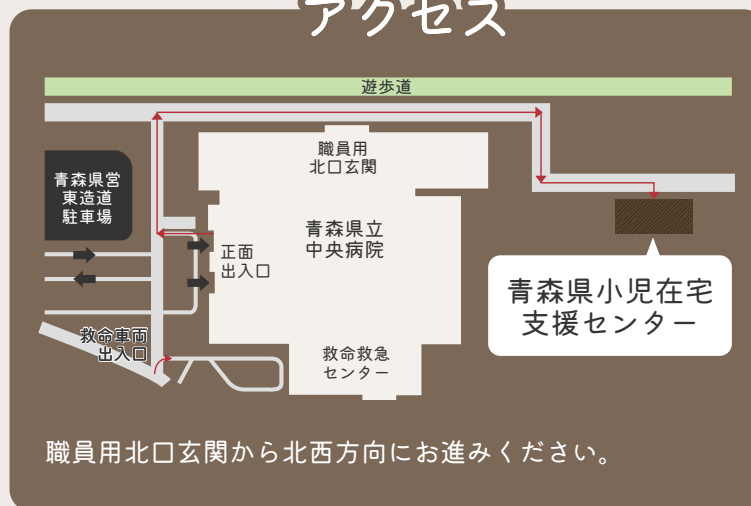 アクセス
遊歩道
職員用
北口玄関
青森県営
東造道
駐車場
青森県立
中央病院
正面
出入口
青森県小児在宅
支援センター
救命車両
出入口
救命救急
センター
職員用北口玄関から北西方向にお進みください。